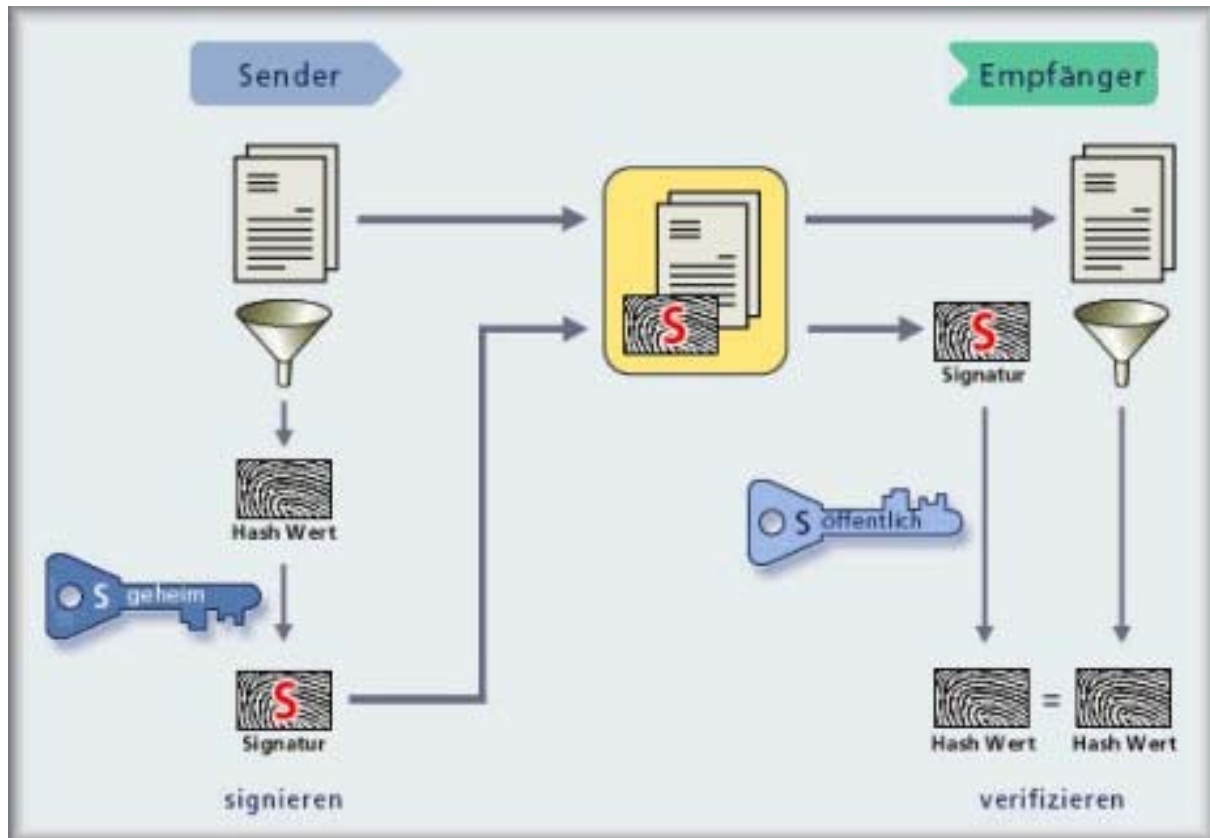 Sender
Empfänger
S
S
Signatur
Hash Wert
S geheim
S öffentlich
S
Signatur
Hash Wert = Hash Wert
signieren
verifizieren